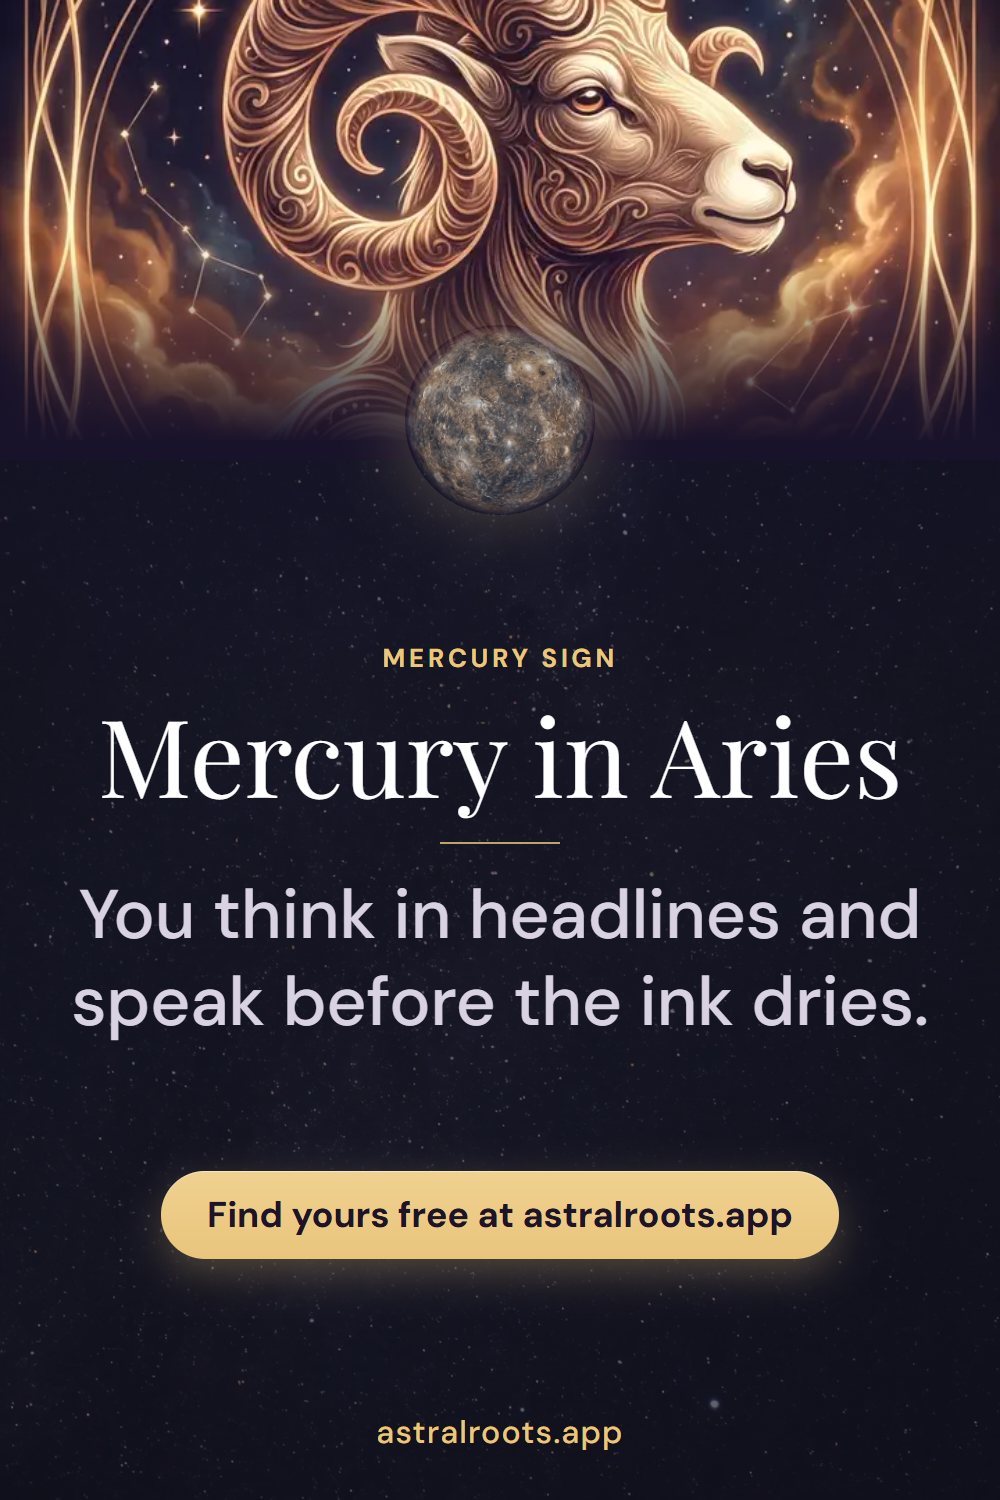 MERCURY SIGN
Mercury in Aries
You think in headlines and
speak before the ink dries.
Find yours free at astralroots.app
astralroots.app